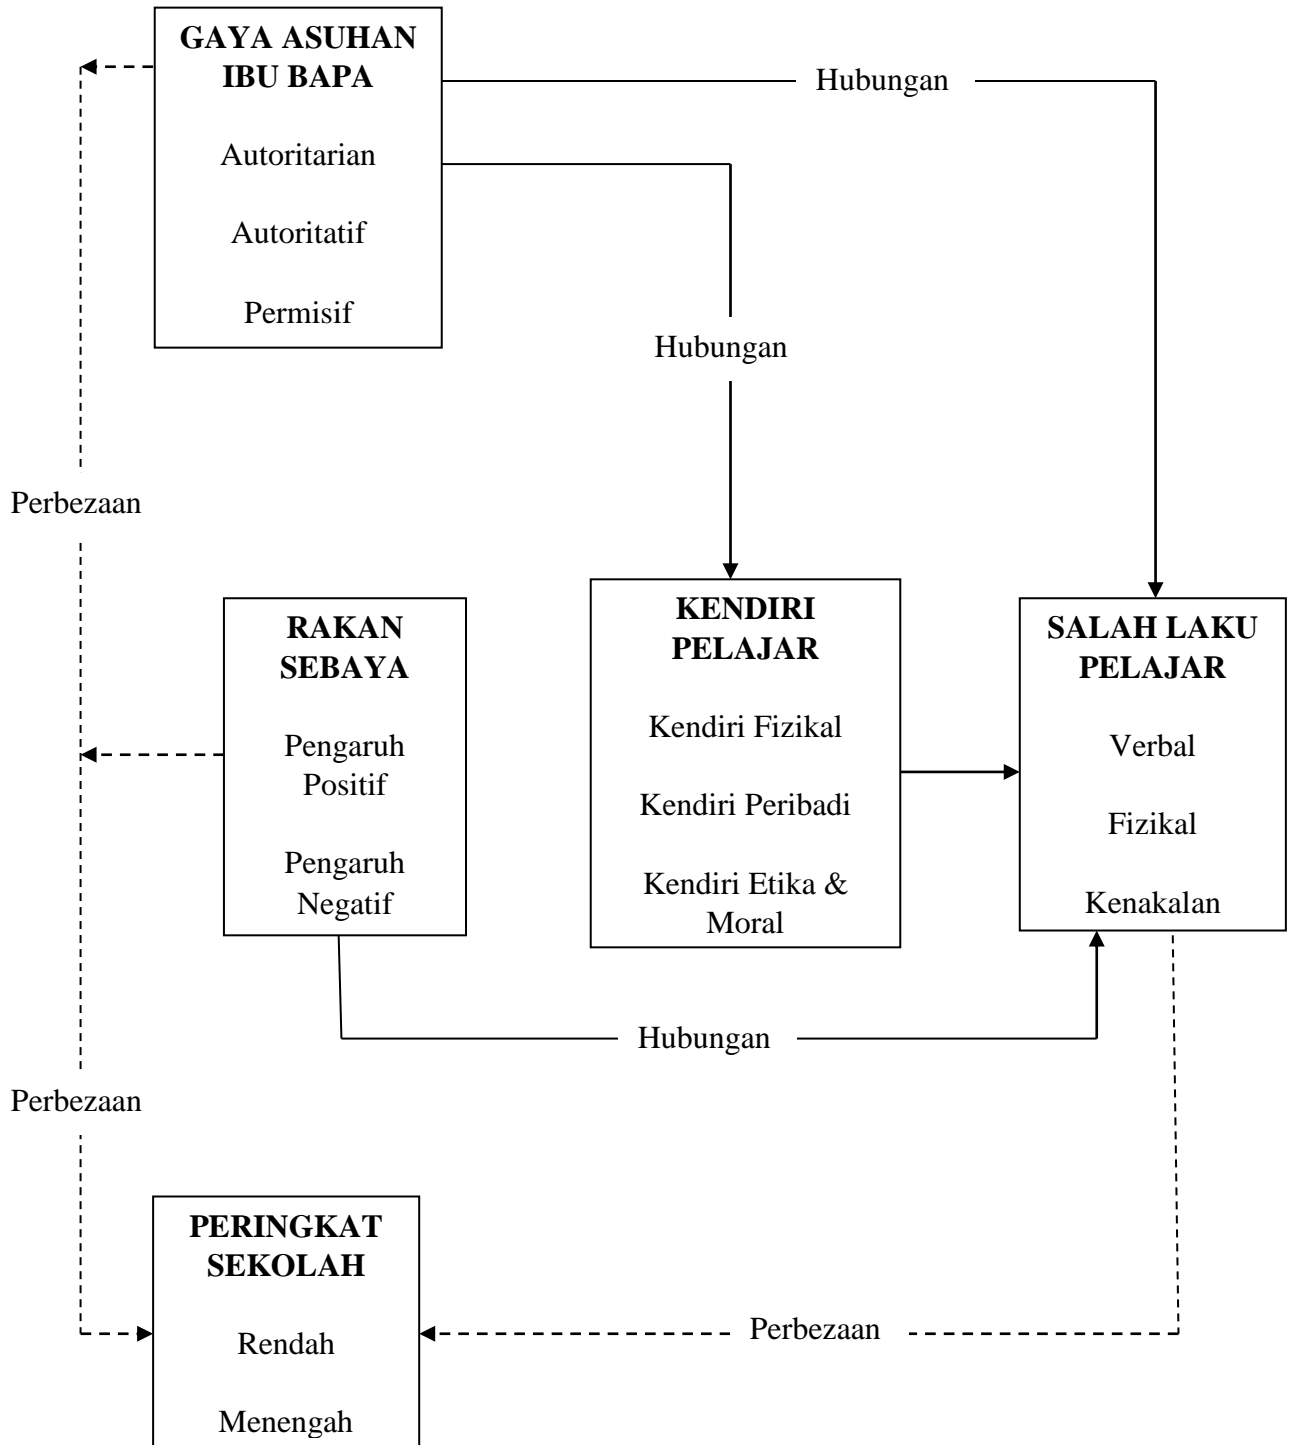 GAYA ASUHAN
IBU BAPA
Autoritarian
Autoritatif
Permisif
Hubungan
Hubungan
Perbezaan
RAKAN
SEBAYA
Pengaruh
Positif
Pengaruh
Negatif
KENDIRI
PELAJAR
Kendiri Fizikal
Kendiri Peribadi
Kendiri Etika &
Moral
SALAH LAKU
PELAJAR
Verbal
Fizikal
Kenakalan
Hubungan
Perbezaan
PERINGKAT
SEKOLAH
Rendah
Menengah
Perbezaan